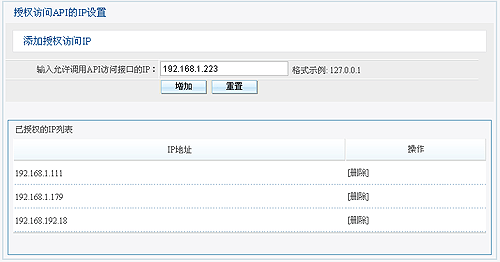 授权访问API的IP设置
添加授权访问IP
输入允许调用API访问接口的IP： 192.168.1.223 格式示例: 127.0.0.1
增加 重置
已授权的IP列表
IP地址 操作
192.168.1.111 [删除]
192.168.1.179 [删除]
192.168.192.18 [删除]